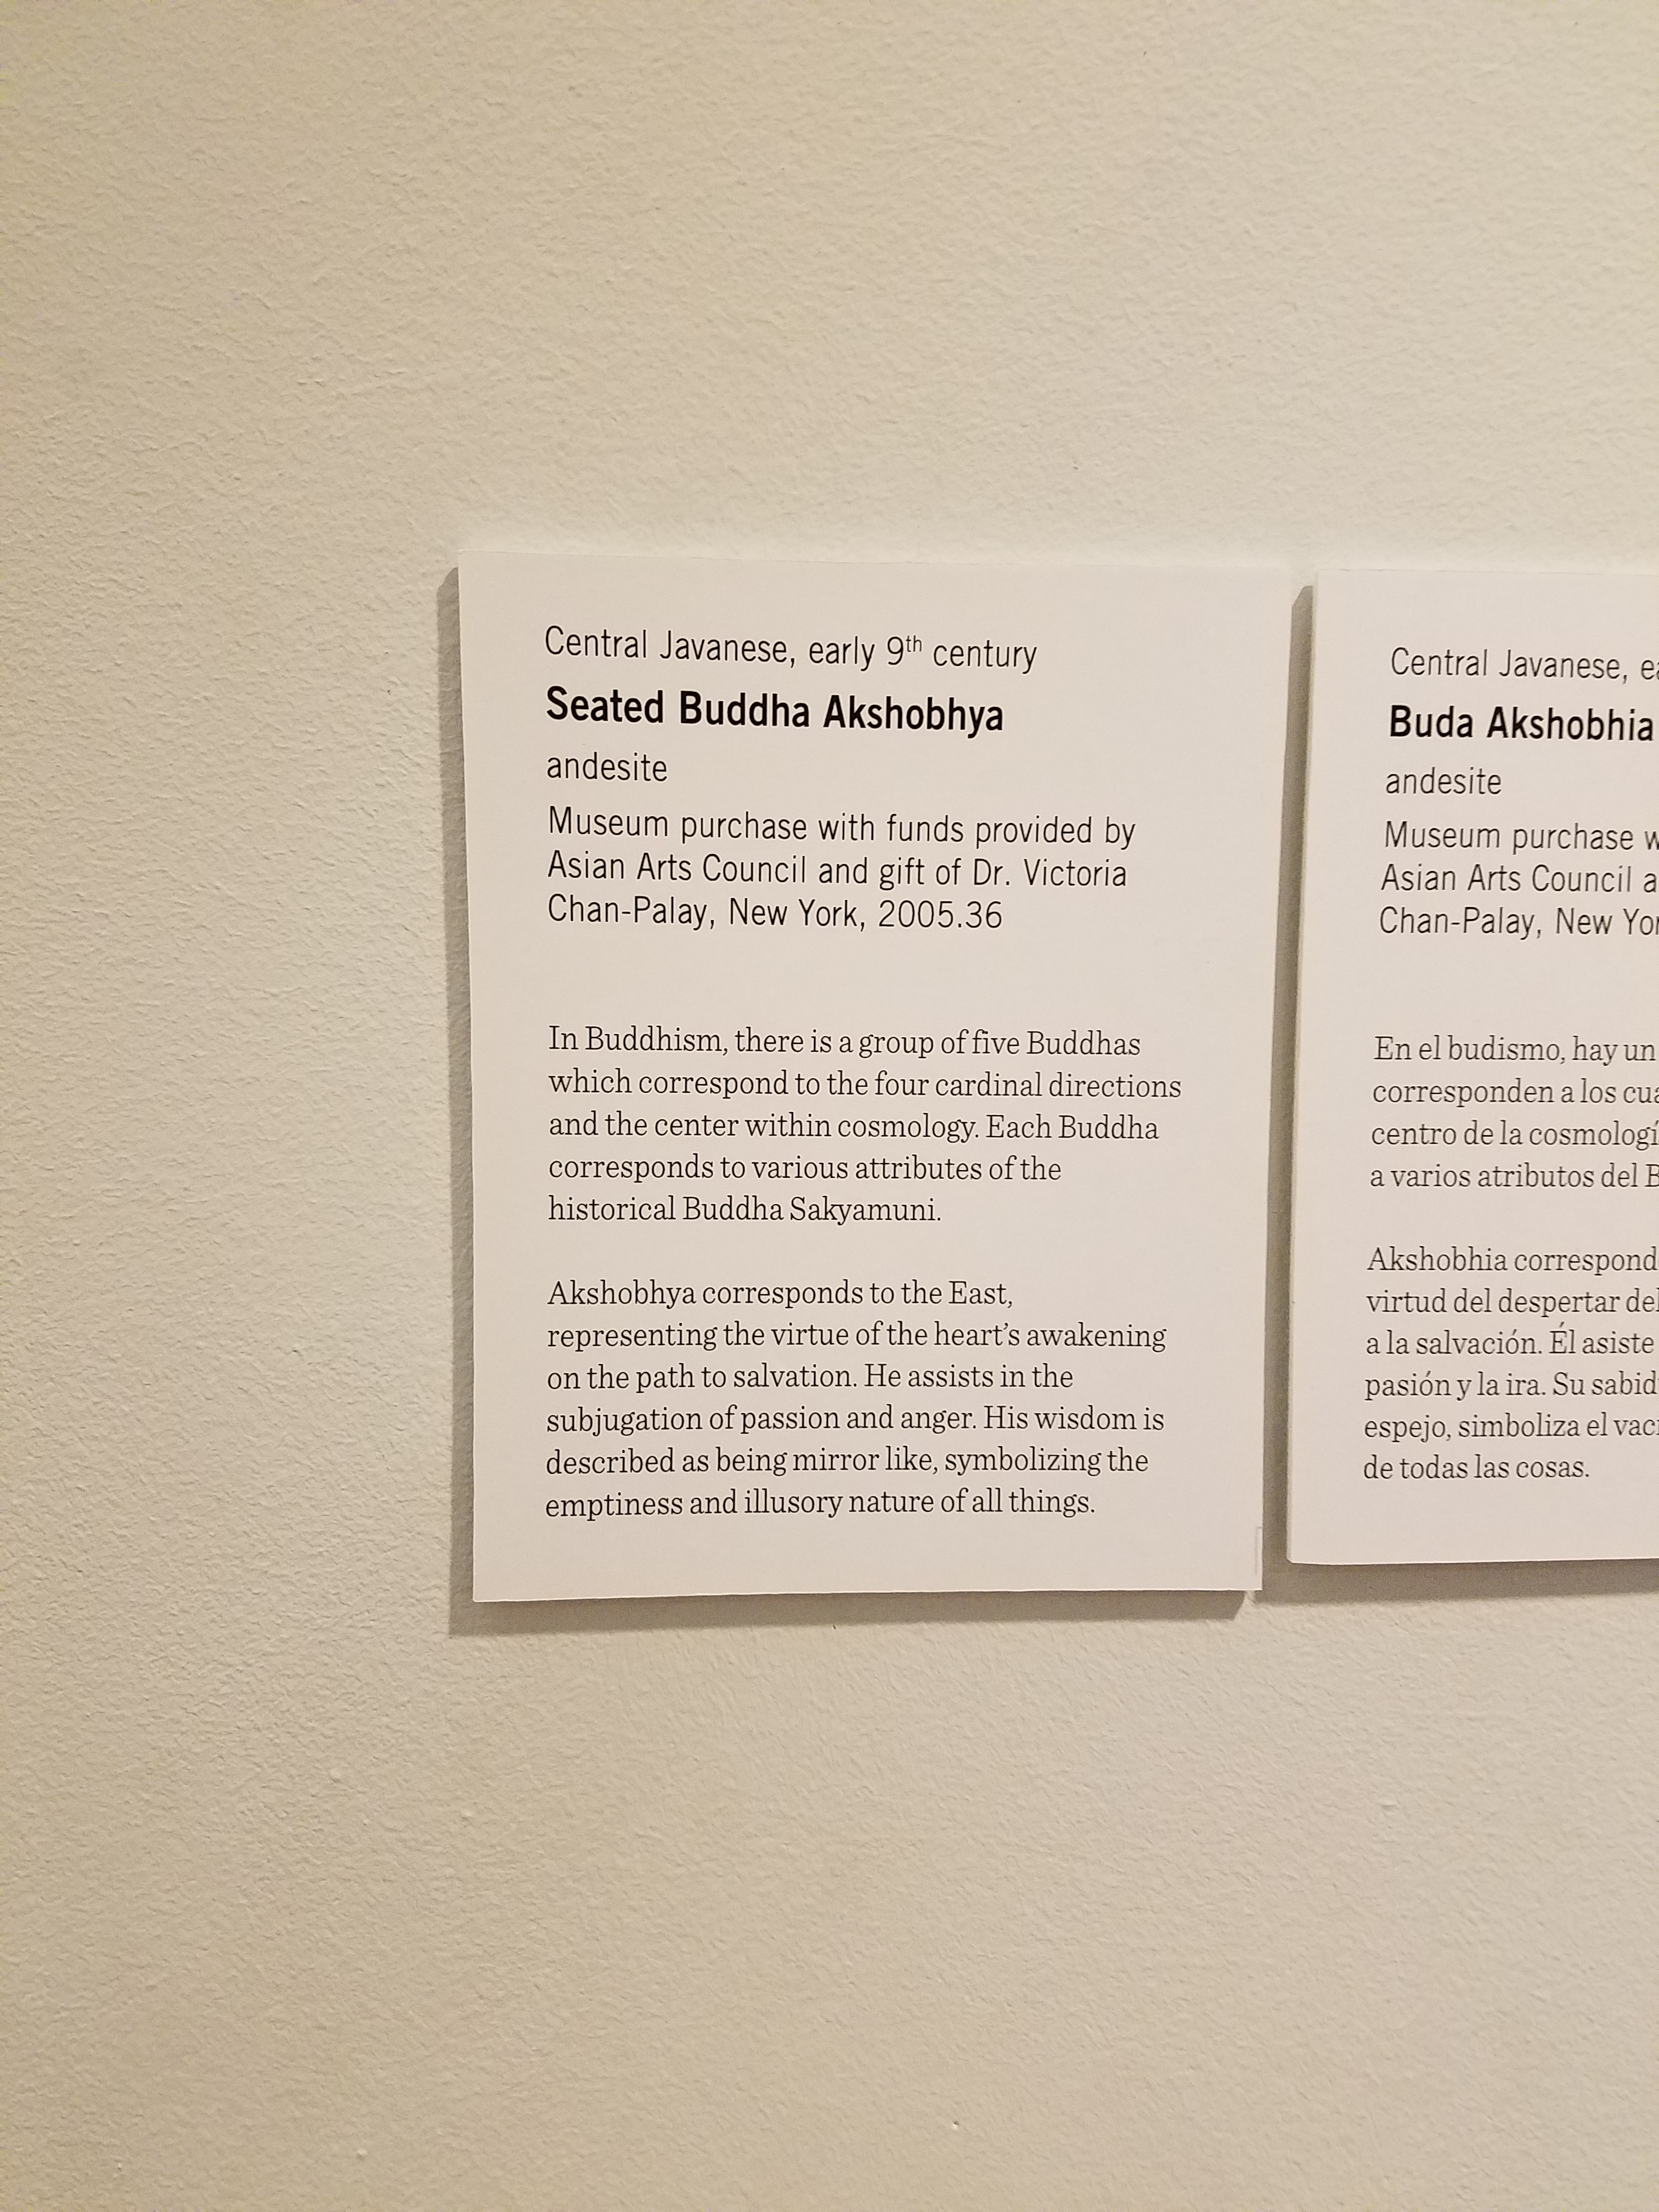 Central Javanese, early 9th century
Seated Buddha Akshobhya
andesite
Museum purchase with funds provided by
Asian Arts Council and gift of Dr. Victoria
Chan-Palay, New York, 2005.36
In Buddhism, there is a group of five Buddhas
which correspond to the four cardinal directions
and the center within cosmology. Each Buddha
corresponds to various attributes of the
historical Buddha Sakyamuni.
Akshobhya corresponds to the East,
representing the virtue of the heart's awakening
on the path to salvation. He assists in the
subjugation of passion and anger. His wisdom is
described as being mirror like, symbolizing the
emptiness and illusory nature of all things.
Central Javanese,
Buda Akshobhia
andesite
Museum purchase
Asian Arts Council
Chan-Palay, New
En el budismo, hay un
corresponden a los
centro de la
a varios atributos del
Akshobhia
virtud del despertar
a la salvación. Él asiste
pasión y la ira. Su
espejo, simboliza el
de todas las cosas.